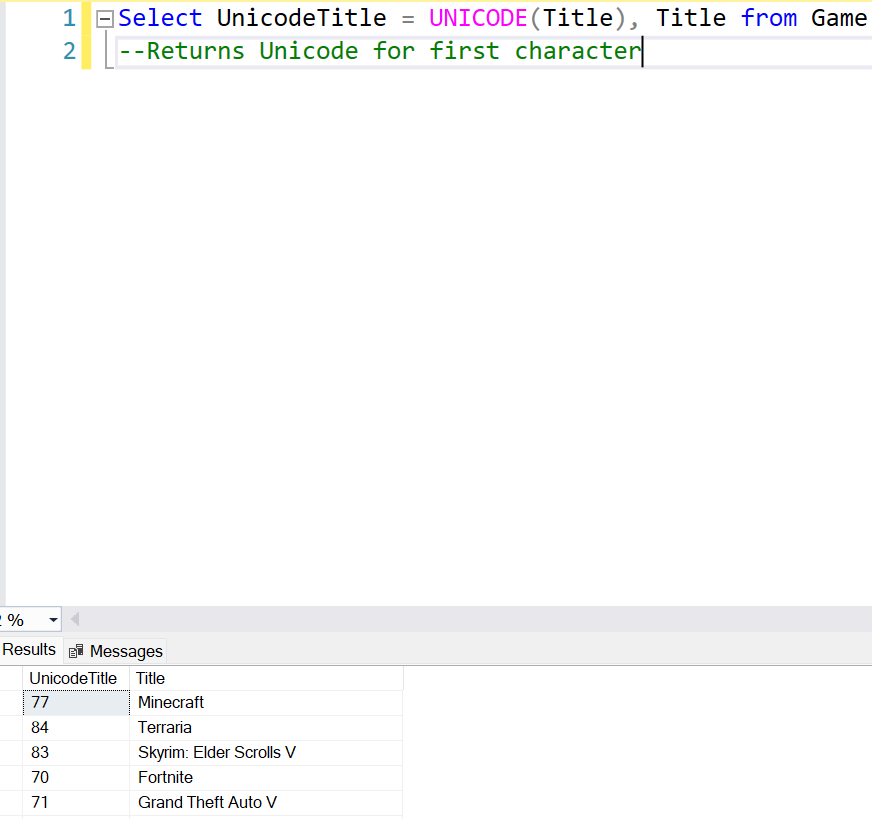 1 Select UnicodeTitle = UNICODE(Title), Title from Game
2 --Returns Unicode for first character
%
Results Messages
UnicodeTitle Title
77 Minecraft
84 Terraria
83 Skyrim: Elder Scrolls V
70 Fortnite
71 Grand Theft Auto V